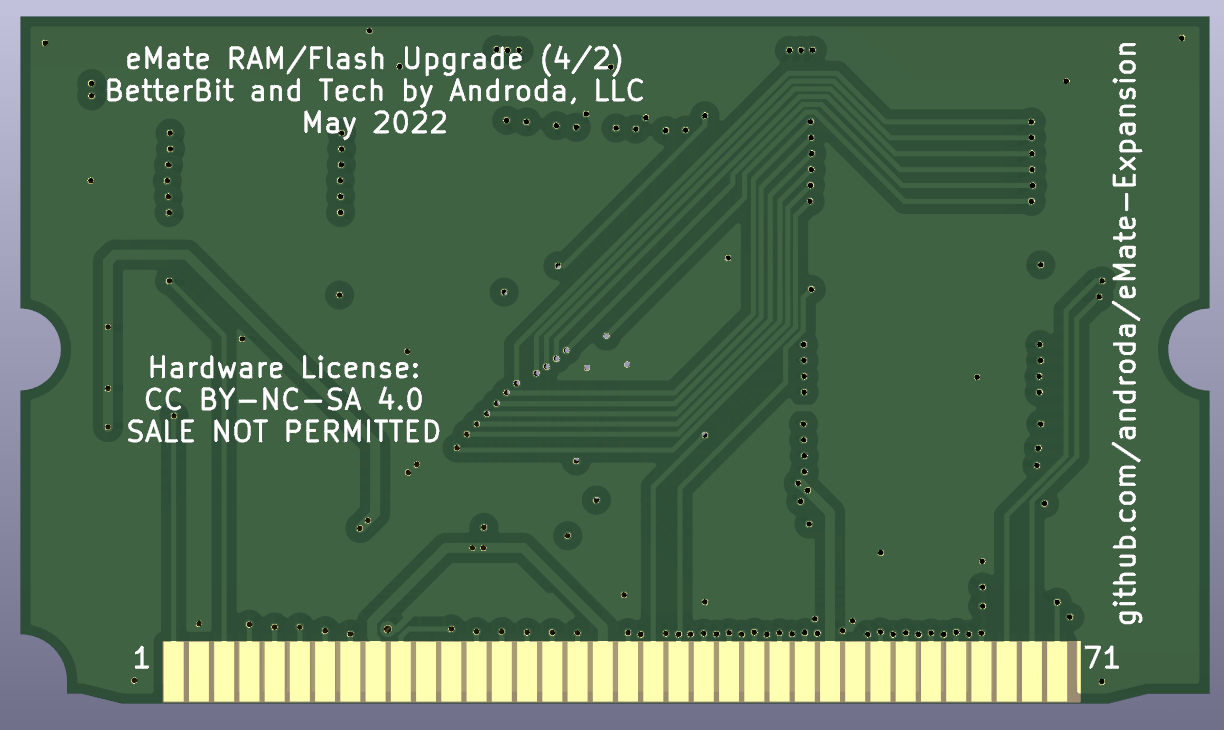 eMate RAM/Flash Upgrade (4/2)
BetterBit and Tech by Androda, LLC
May 2022
Hardware License:
CC BY-NC-SA 4.0
SALE NOT PERMITTED
github.com/androda/eMate-Expansion
1
71